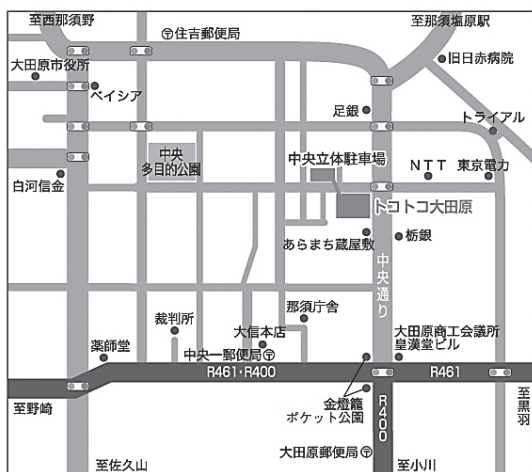 至西那須野
至那須塩原駅
〒住吉郵便局
旧日赤病院
大田原市役所
ベイシア
足銀
トライアル
中央
多目的公園
中央立体駐車場
NTT
東京電力
白河信金
トコトコ大田原
あらまち蔵屋敷
栃銀
中央通り
那須庁舎
裁判所
大信本店
大田原商工会議所
皇漢堂ビル
薬師堂
中央一郵便局〒
R461・R400
R461
至野崎
金燈籠
ポケット公園
R400
至黒羽
大田原郵便局〒
至佐久山
至小川